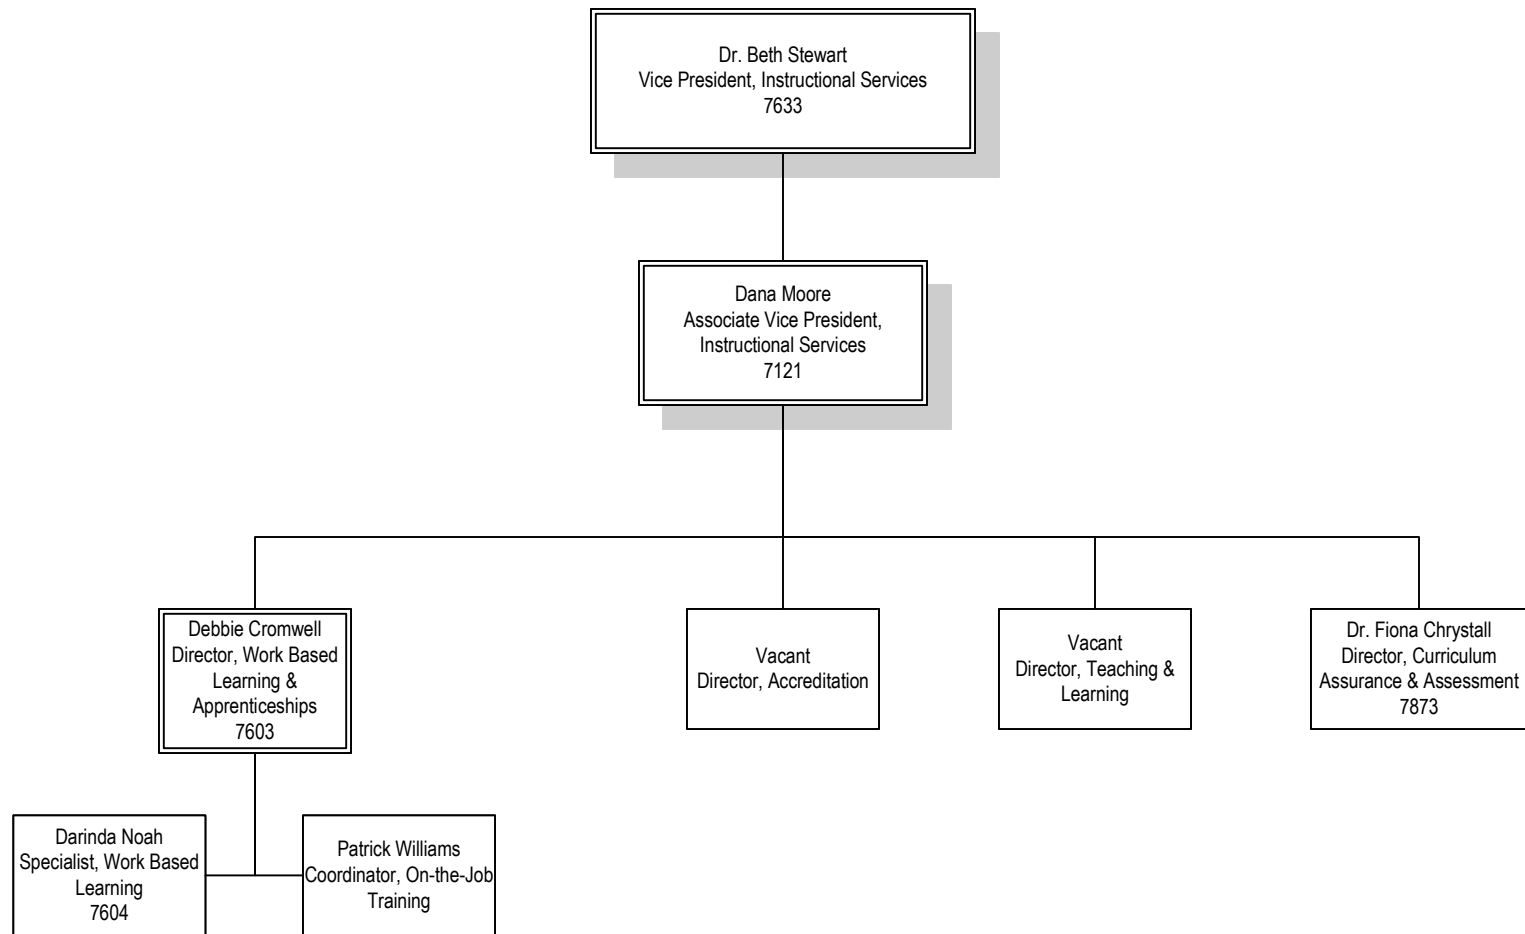 Dr. Beth Stewart
Vice President, Instructional Services
7633
Dana Moore
Associate Vice President,
Instructional Services
7121
Debbie Cromwell
Director, Work Based
Learning &
Apprenticeships
7603
Vacant
Director, Accreditation
Vacant
Director, Teaching &
Learning
Dr. Fiona Chrystall
Director, Curriculum
Assurance & Assessment
7873
Darinda Noah
Specialist, Work Based
Learning
7604
Patrick Williams
Coordinator, On-the-Job
Training